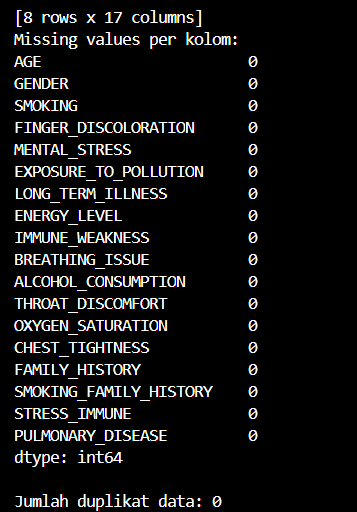 [8 rows x 17 columns]
Missing values per kolom:
AGE 0
GENDER 0
SMOKING 0
FINGER_DISCOLORATION 0
MENTAL_STRESS 0
EXPOSURE_TO_POLLUTION 0
LONG_TERM_ILLNESS 0
ENERGY_LEVEL 0
IMMUNE_WEAKNESS 0
BREATHING_ISSUE 0
ALCOHOL_CONSUMPTION 0
THROAT_DISCOMFORT 0
OXYGEN_SATURATION 0
CHEST_TIGHTNESS 0
FAMILY_HISTORY 0
SMOKING_FAMILY_HISTORY 0
STRESS_IMMUNE 0
PULMONARY_DISEASE 0
dtype: int64
Jumlah duplikat data: 0